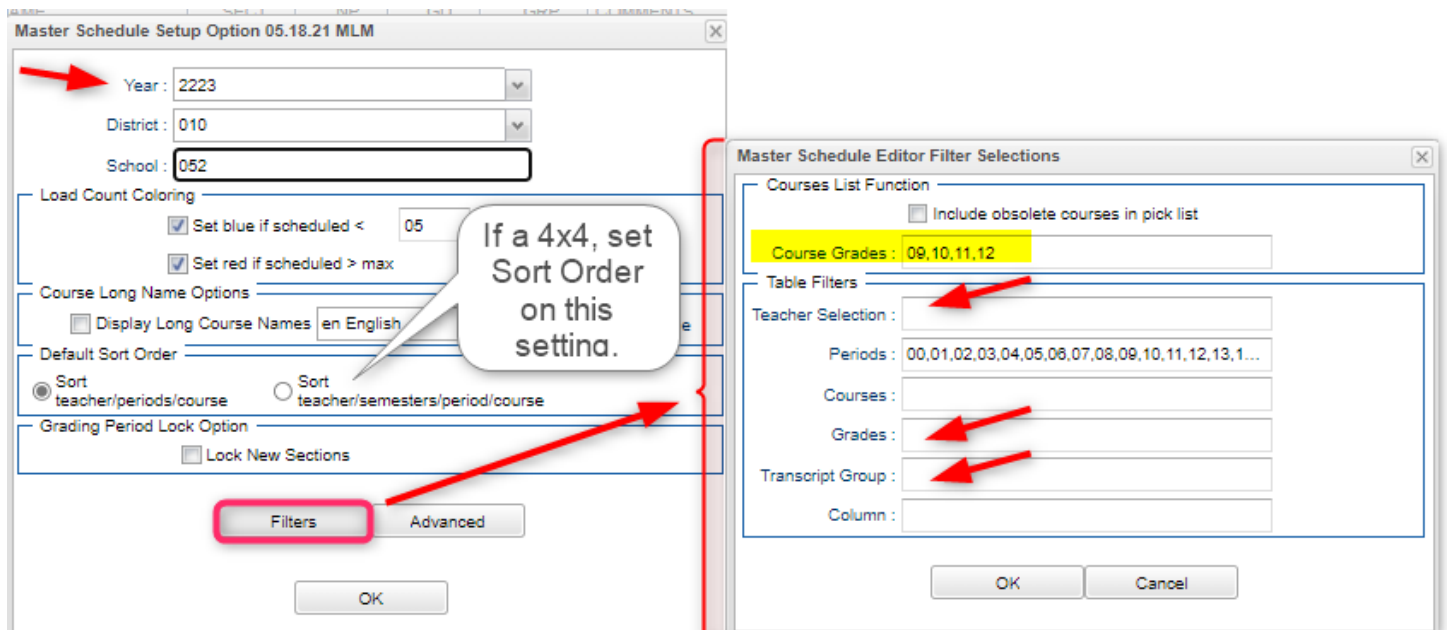 Master Schedule Setup Option 05.18.21 MLM
Year : 2223
District : 010
School : 052
Load Count Coloring
Set blue if scheduled < 05
Set red if scheduled > max
Course Long Name Options
Display Long Course Names en English
e
Default Sort Order
Sort
teacher/periods/course
Sort
teacher/semesters/period/course
Grading Period Lock Option
Lock New Sections
Filters Advanced
OK
If a 4x4, set
Sort Order
on this
setting.
Master Schedule Editor Filter Selections
Courses List Function
Include obsolete courses in pick list
Course Grades : 09,10,11,12
Table Filters
Teacher Selection :
Periods : 00,01,02,03,04,05,06,07,08,09,10,11,12,13,1...
Courses :
Grades :
Transcript Group :
Column :
OK Cancel